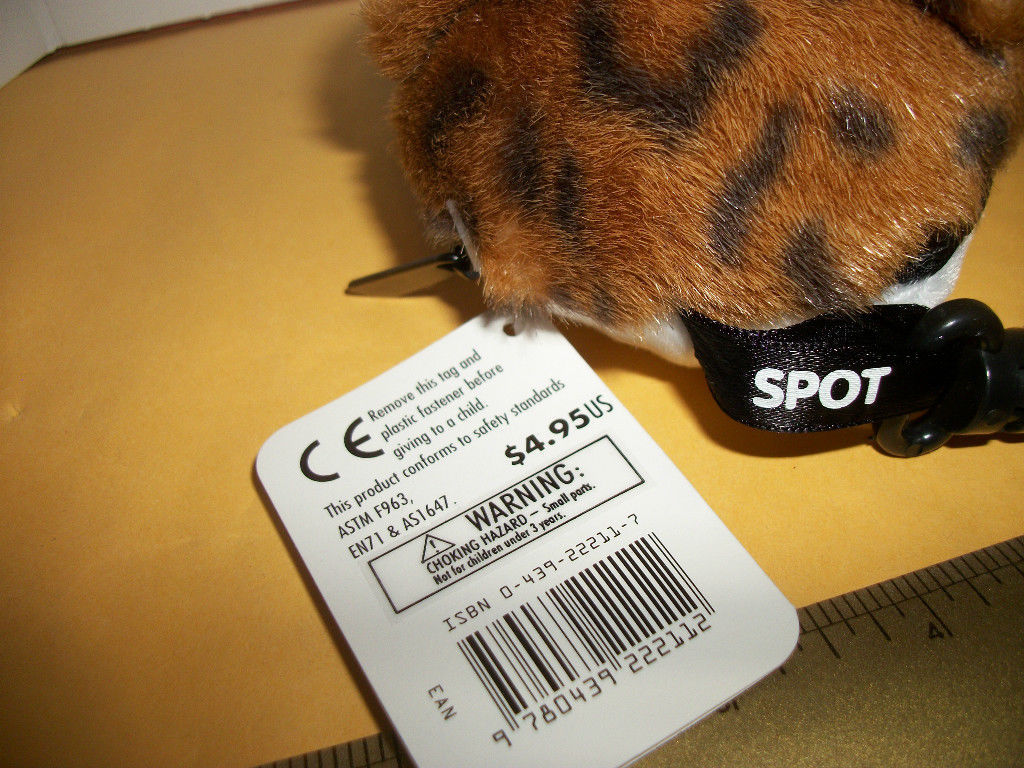 SPOT
CE
Remove this tag and
plastic fastener before
giving to a child.
This product conforms to safety standards
ASTM F963,
EN71 & AS1647.
$4.95US
WARNING:
CHOKING HAZARD – Small parts.
Not for children under 3 years.
ISBN 0-439-22211-7
EAN
9 780439 222112
4